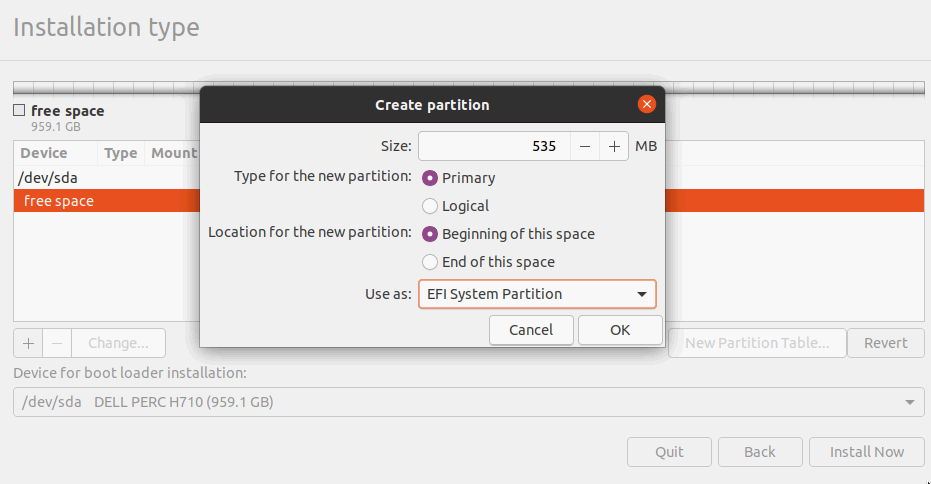 Installation type
Create partition
free space
959.1 GB
Size: 535 MB
Device Type Mount
Type for the new partition: Primary
/dev/sda
free space
Logical
Location for the new partition: Beginning of this space
End of this space
Use as: EFI System Partition
Cancel OK
+ − Change... New Partition Table... Revert
Device for boot loader installation:
/dev/sda DELL PERC H710 (959.1 GB)
Quit Back Install Now